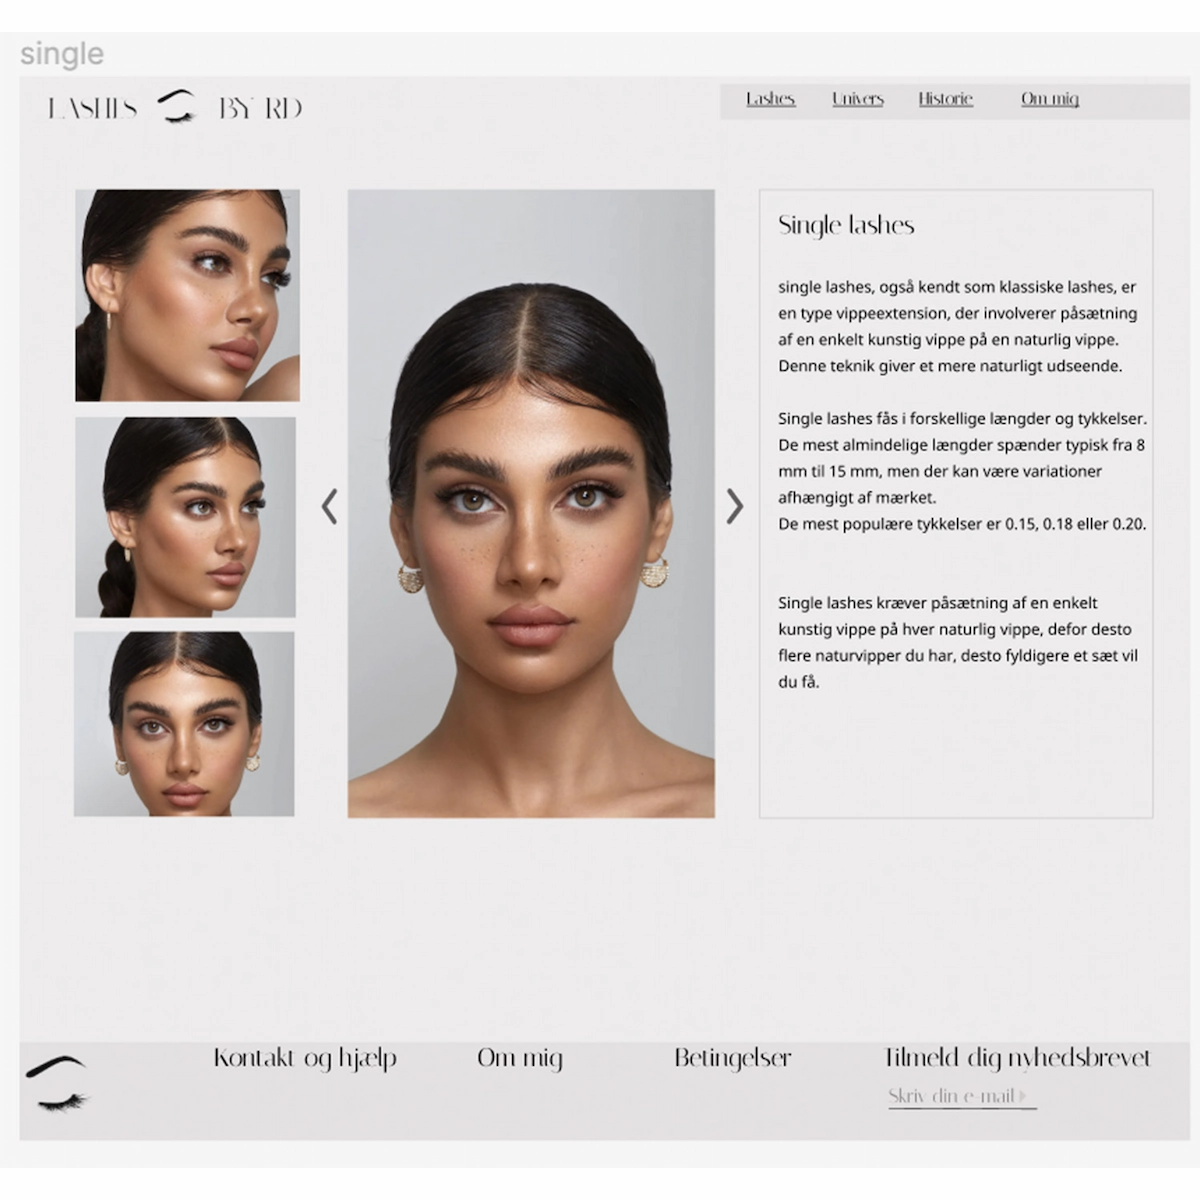 single
LASHES BY RD
Lashes Univers Historie Om mig
Single lashes
single lashes, også kendt som klassiske lashes, er
en type vippeextension, der involverer påsætning
af en enkelt kunstig vippe på en naturlig vippe.
Denne teknik giver et mere naturligt udseende.
Single lashes fås i forskellige længder og tykkelser.
De mest almindelige længder spænder typisk fra 8
mm til 15 mm, men der kan være variationer
afhængigt af mærket.
De mest populære tykkelser er 0.15, 0.18 eller 0.20.
Single lashes kræver påsætning af en enkelt
kunstig vippe på hver naturlig vippe, defor desto
flere naturvipper du har, desto fyldigere et sæt vil
du få.
Kontakt og hjælp Om mig Betingelser Tilmeld dig nyhedsbrevet
Skriv din e-mail